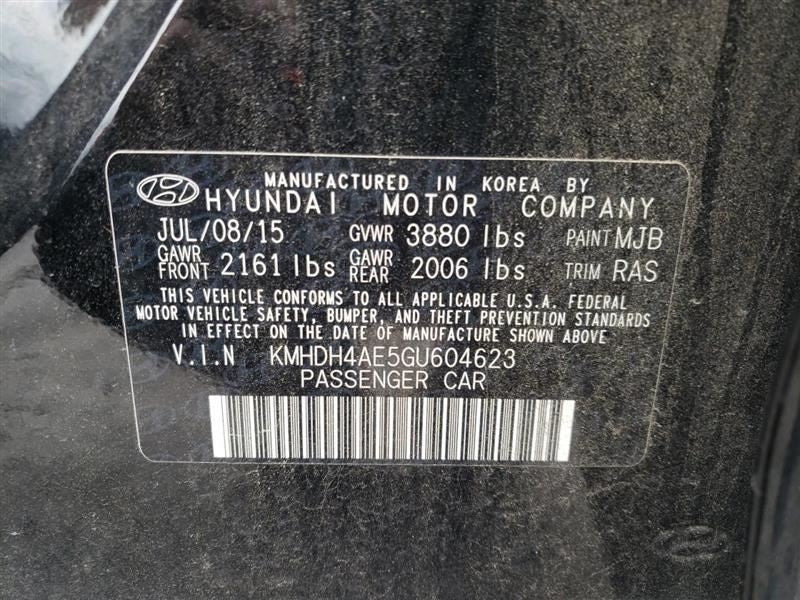 MANUFACTURED IN KOREA BY
HYUNDAI MOTOR COMPANY
JUL/08/15 GVWR 3880 lbs PAINT MJB
GAWR FRONT 2161 lbs GAWR REAR 2006 lbs TRIM RAS
THIS VEHICLE CONFORMS TO ALL APPLICABLE U.S.A. FEDERAL
MOTOR VEHICLE SAFETY, BUMPER, AND THEFT PREVENTION STANDARDS
IN EFFECT ON THE DATE OF MANUFACTURE SHOWN ABOVE
V.I.N KMHDH4AE5GU604623
PASSENGER CAR